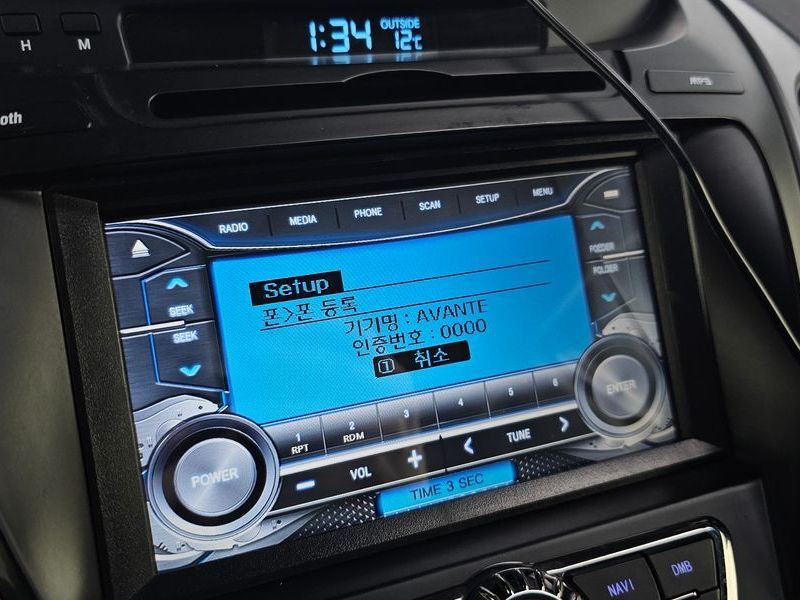 1:34 OUTSIDE 12c
H M
oth
RADIO MEDIA PHONE SCAN SETUP MENU
Setup
폰>폰 등록
기기명 : AVANTE
인증번호 : 0000
① 취소
SEEK
SEEK
FOLDER
FOLDER
ENTER
POWER
1 2 3 4 5 6
RPT RDM
VOL + < TUNE >
TIME 3 SEC
NAVI DMB